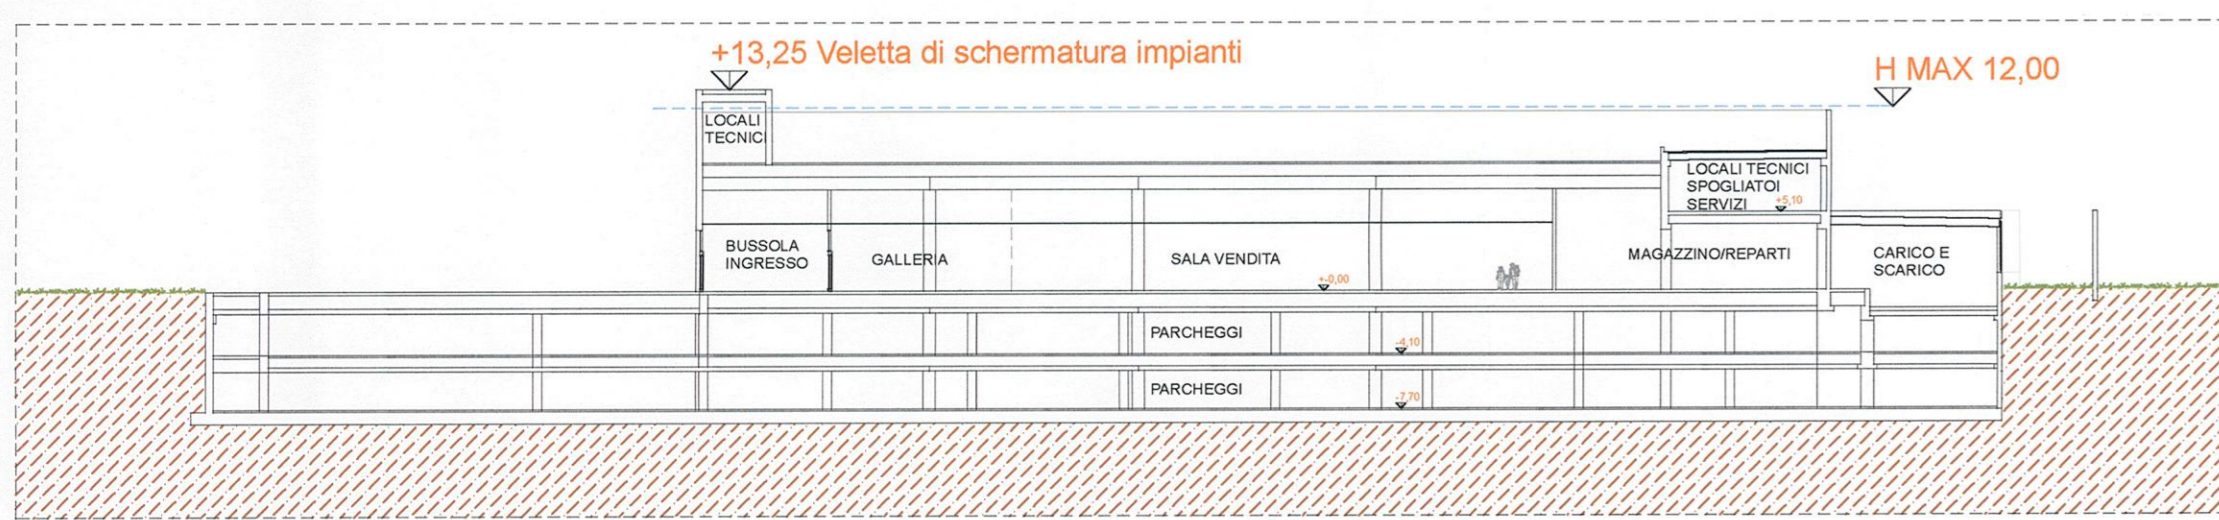 +13,25 Veletta di schermatura impianti
H MAX 12,00
LOCALI
TECNICI
LOCALI TECNICI
SPOGLIATOI
SERVIZI
+5,10
BUSSOLA
INGRESSO
GALLERIA
SALA VENDITA
+-0,00
MAGAZZINO/REPARTI
CARICO E
SCARICO
PARCHEGGI
-4,10
PARCHEGGI
-7,70